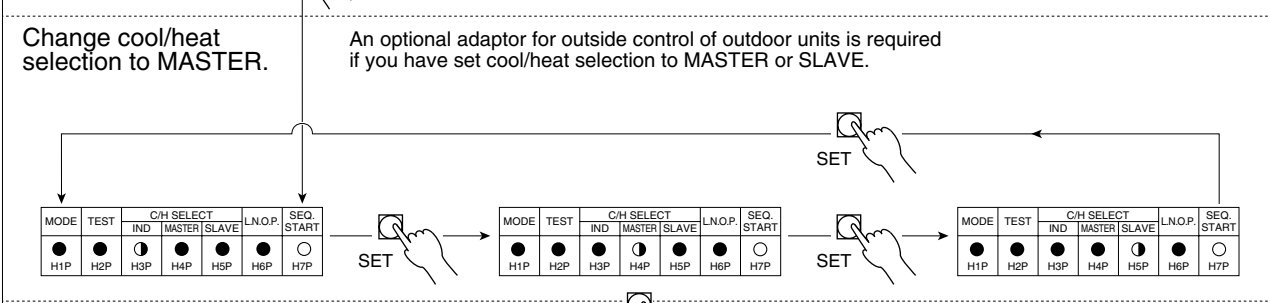 Change cool/heat
selection to MASTER.
An optional adaptor for outside control of outdoor units is required
if you have set cool/heat selection to MASTER or SLAVE.
SET
MODE TEST C/H SELECT L.N.O.P. SEQ. START
IND MASTER SLAVE
H1P H2P H3P H4P H5P H6P H7P
SET
MODE TEST C/H SELECT L.N.O.P. SEQ. START
IND MASTER SLAVE
H1P H2P H3P H4P H5P H6P H7P
SET
MODE TEST C/H SELECT L.N.O.P. SEQ. START
IND MASTER SLAVE
H1P H2P H3P H4P H5P H6P H7P